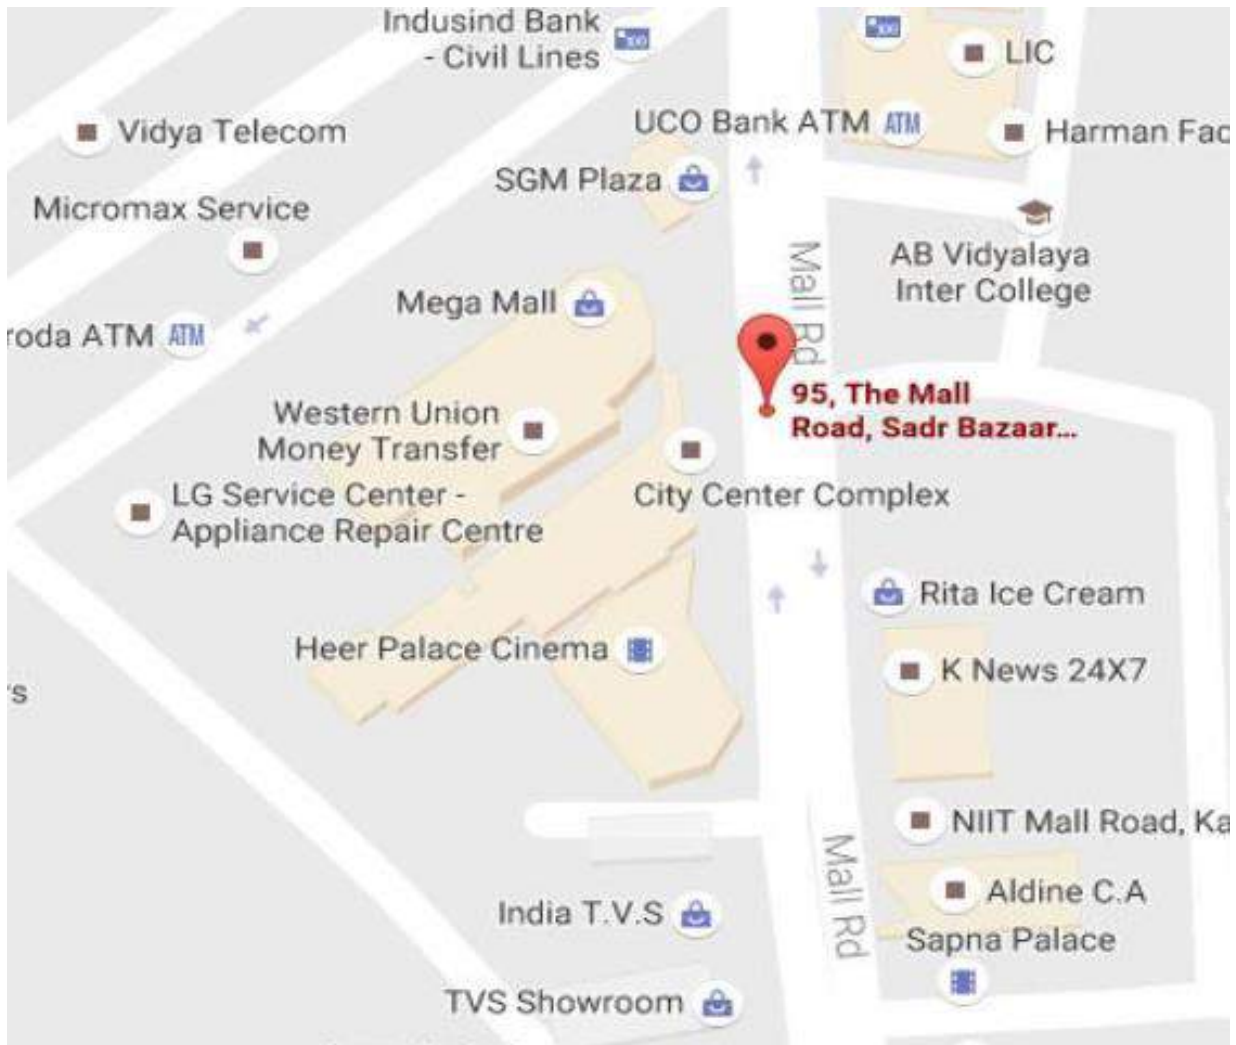 Indusind Bank
- Civil Lines
LIC
UCO Bank ATM
ATM
Harman Fac
Vidya Telecom
SGM Plaza
Micromax Service
AB Vidyalaya
Inter College
Mall Rd
Mega Mall
roda ATM
ATM
95, The Mall
Road, Sadr Bazaar...
Western Union
Money Transfer
City Center Complex
LG Service Center -
Appliance Repair Centre
Rita Ice Cream
Heer Palace Cinema
K News 24X7
rs
NIIT Mall Road, Ka
Mall Rd
Aldine C.A
India T.V.S
Sapna Palace
TVS Showroom